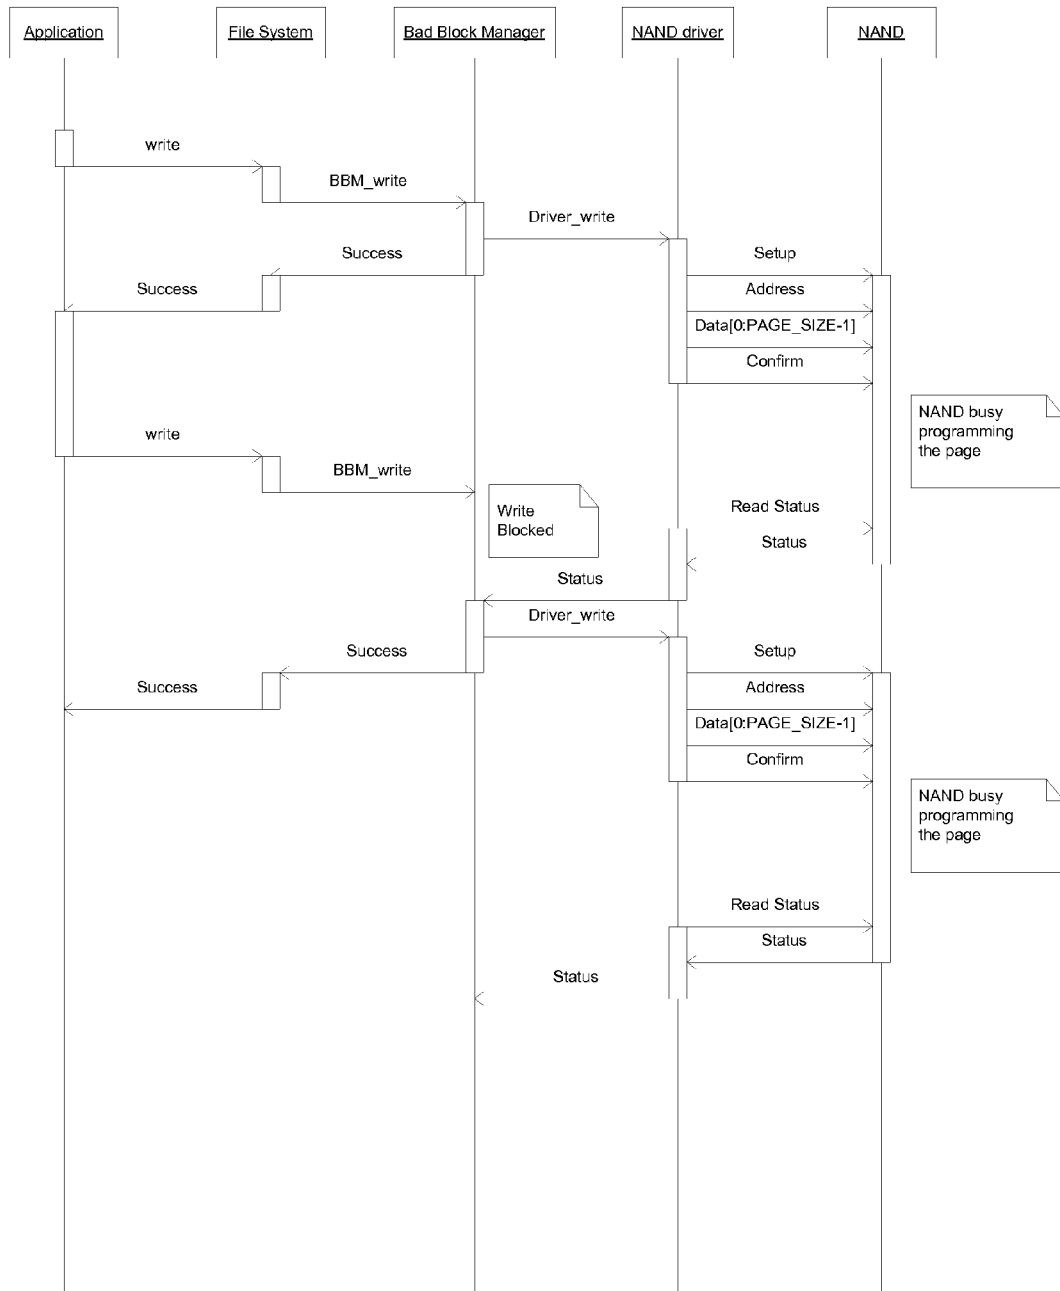 Application
File System
Bad Block Manager
NAND driver
NAND
write
BBM_write
Driver_write
Success
Setup
Success
Address
Data[0:PAGE_SIZE-1]
Confirm
NAND busy
programming
the page
write
BBM_write
Write
Blocked
Read Status
Status
Status
Driver_write
Success
Setup
Success
Address
Data[0:PAGE_SIZE-1]
Confirm
NAND busy
programming
the page
Read Status
Status
Status